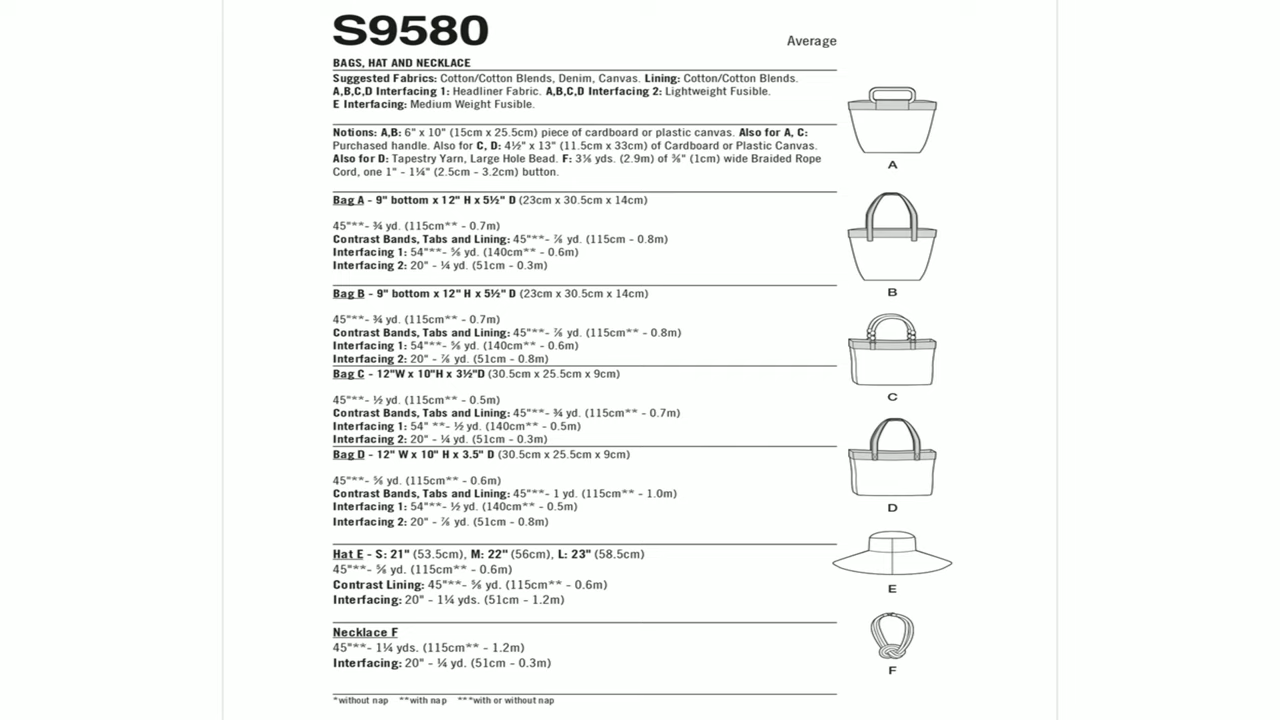 S9580
Average
BAGS, HAT AND NECKLACE
Suggested Fabrics: Cotton/Cotton Blends, Denim, Canvas. Lining: Cotton/Cotton Blends.
A,B,C,D Interfacing 1: Headliner Fabric. A,B,C,D Interfacing 2: Lightweight Fusible.
E Interfacing: Medium Weight Fusible.
Notions: A,B: 6" x 10" (15cm x 25.5cm) piece of cardboard or plastic canvas. Also for A, C:
Purchased handle. Also for C, D: 4½" x 13" (11.5cm x 33cm) of Cardboard or Plastic Canvas.
Also for D: Tapestry Yarn, Large Hole Bead. F: 3⅛ yds. (2.9m) of ⅜" (1cm) wide Braided Rope
Cord, one 1" - 1¼" (2.5cm - 3.2cm) button.
Bag A - 9" bottom x 12" H x 5½" D (23cm x 30.5cm x 14cm)
45"**- ¾ yd. (115cm** - 0.7m)
Contrast Bands, Tabs and Lining: 45"**- ⅞ yd. (115cm - 0.8m)
Interfacing 1: 54"**- ⅝ yd. (140cm** - 0.6m)
Interfacing 2: 20" - ¼ yd. (51cm - 0.3m)
Bag B - 9" bottom x 12" H x 5½" D (23cm x 30.5cm x 14cm)
45"**- ¾ yd. (115cm** - 0.7m)
Contrast Bands, Tabs and Lining: 45"**- ⅞ yd. (115cm** - 0.8m)
Interfacing 1: 54"**- ⅝ yd. (140cm** - 0.6m)
Interfacing 2: 20" - ⅞ yd. (51cm - 0.8m)
Bag C - 12"W x 10"H x 3½"D (30.5cm x 25.5cm x 9cm)
45"**- ½ yd. (115cm** - 0.5m)
Contrast Bands, Tabs and Lining: 45"**- ¾ yd. (115cm** - 0.7m)
Interfacing 1: 54" **- ½ yd. (140cm** - 0.5m)
Interfacing 2: 20" - ¼ yd. (51cm - 0.3m)
Bag D - 12" W x 10" H x 3.5" D (30.5cm x 25.5cm x 9cm)
45"**- ⅝ yd. (115cm** - 0.6m)
Contrast Bands, Tabs and Lining: 45"**- 1 yd. (115cm** - 1.0m)
Interfacing 1: 54"**- ½ yd. (140cm** - 0.5m)
Interfacing 2: 20" - ⅞ yd. (51cm - 0.8m)
Hat E - S: 21" (53.5cm), M: 22" (56cm), L: 23" (58.5cm)
45"**- ⅝ yd. (115cm** - 0.6m)
Contrast Lining: 45"**- ⅝ yd. (115cm** - 0.6m)
Interfacing: 20" - 1¼ yds. (51cm - 1.2m)
Necklace F
45"**- 1¼ yds. (115cm** - 1.2m)
Interfacing: 20" - ¼ yd. (51cm - 0.3m)
*without nap **with nap ***with or without nap
A
B
C
D
E
F